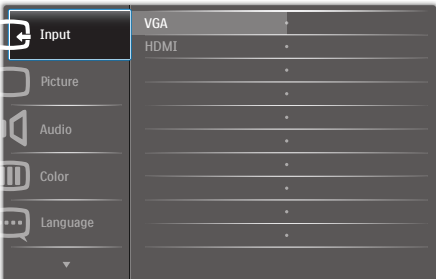 Input
Picture
Audio
Color
Language
VGA
HDMI